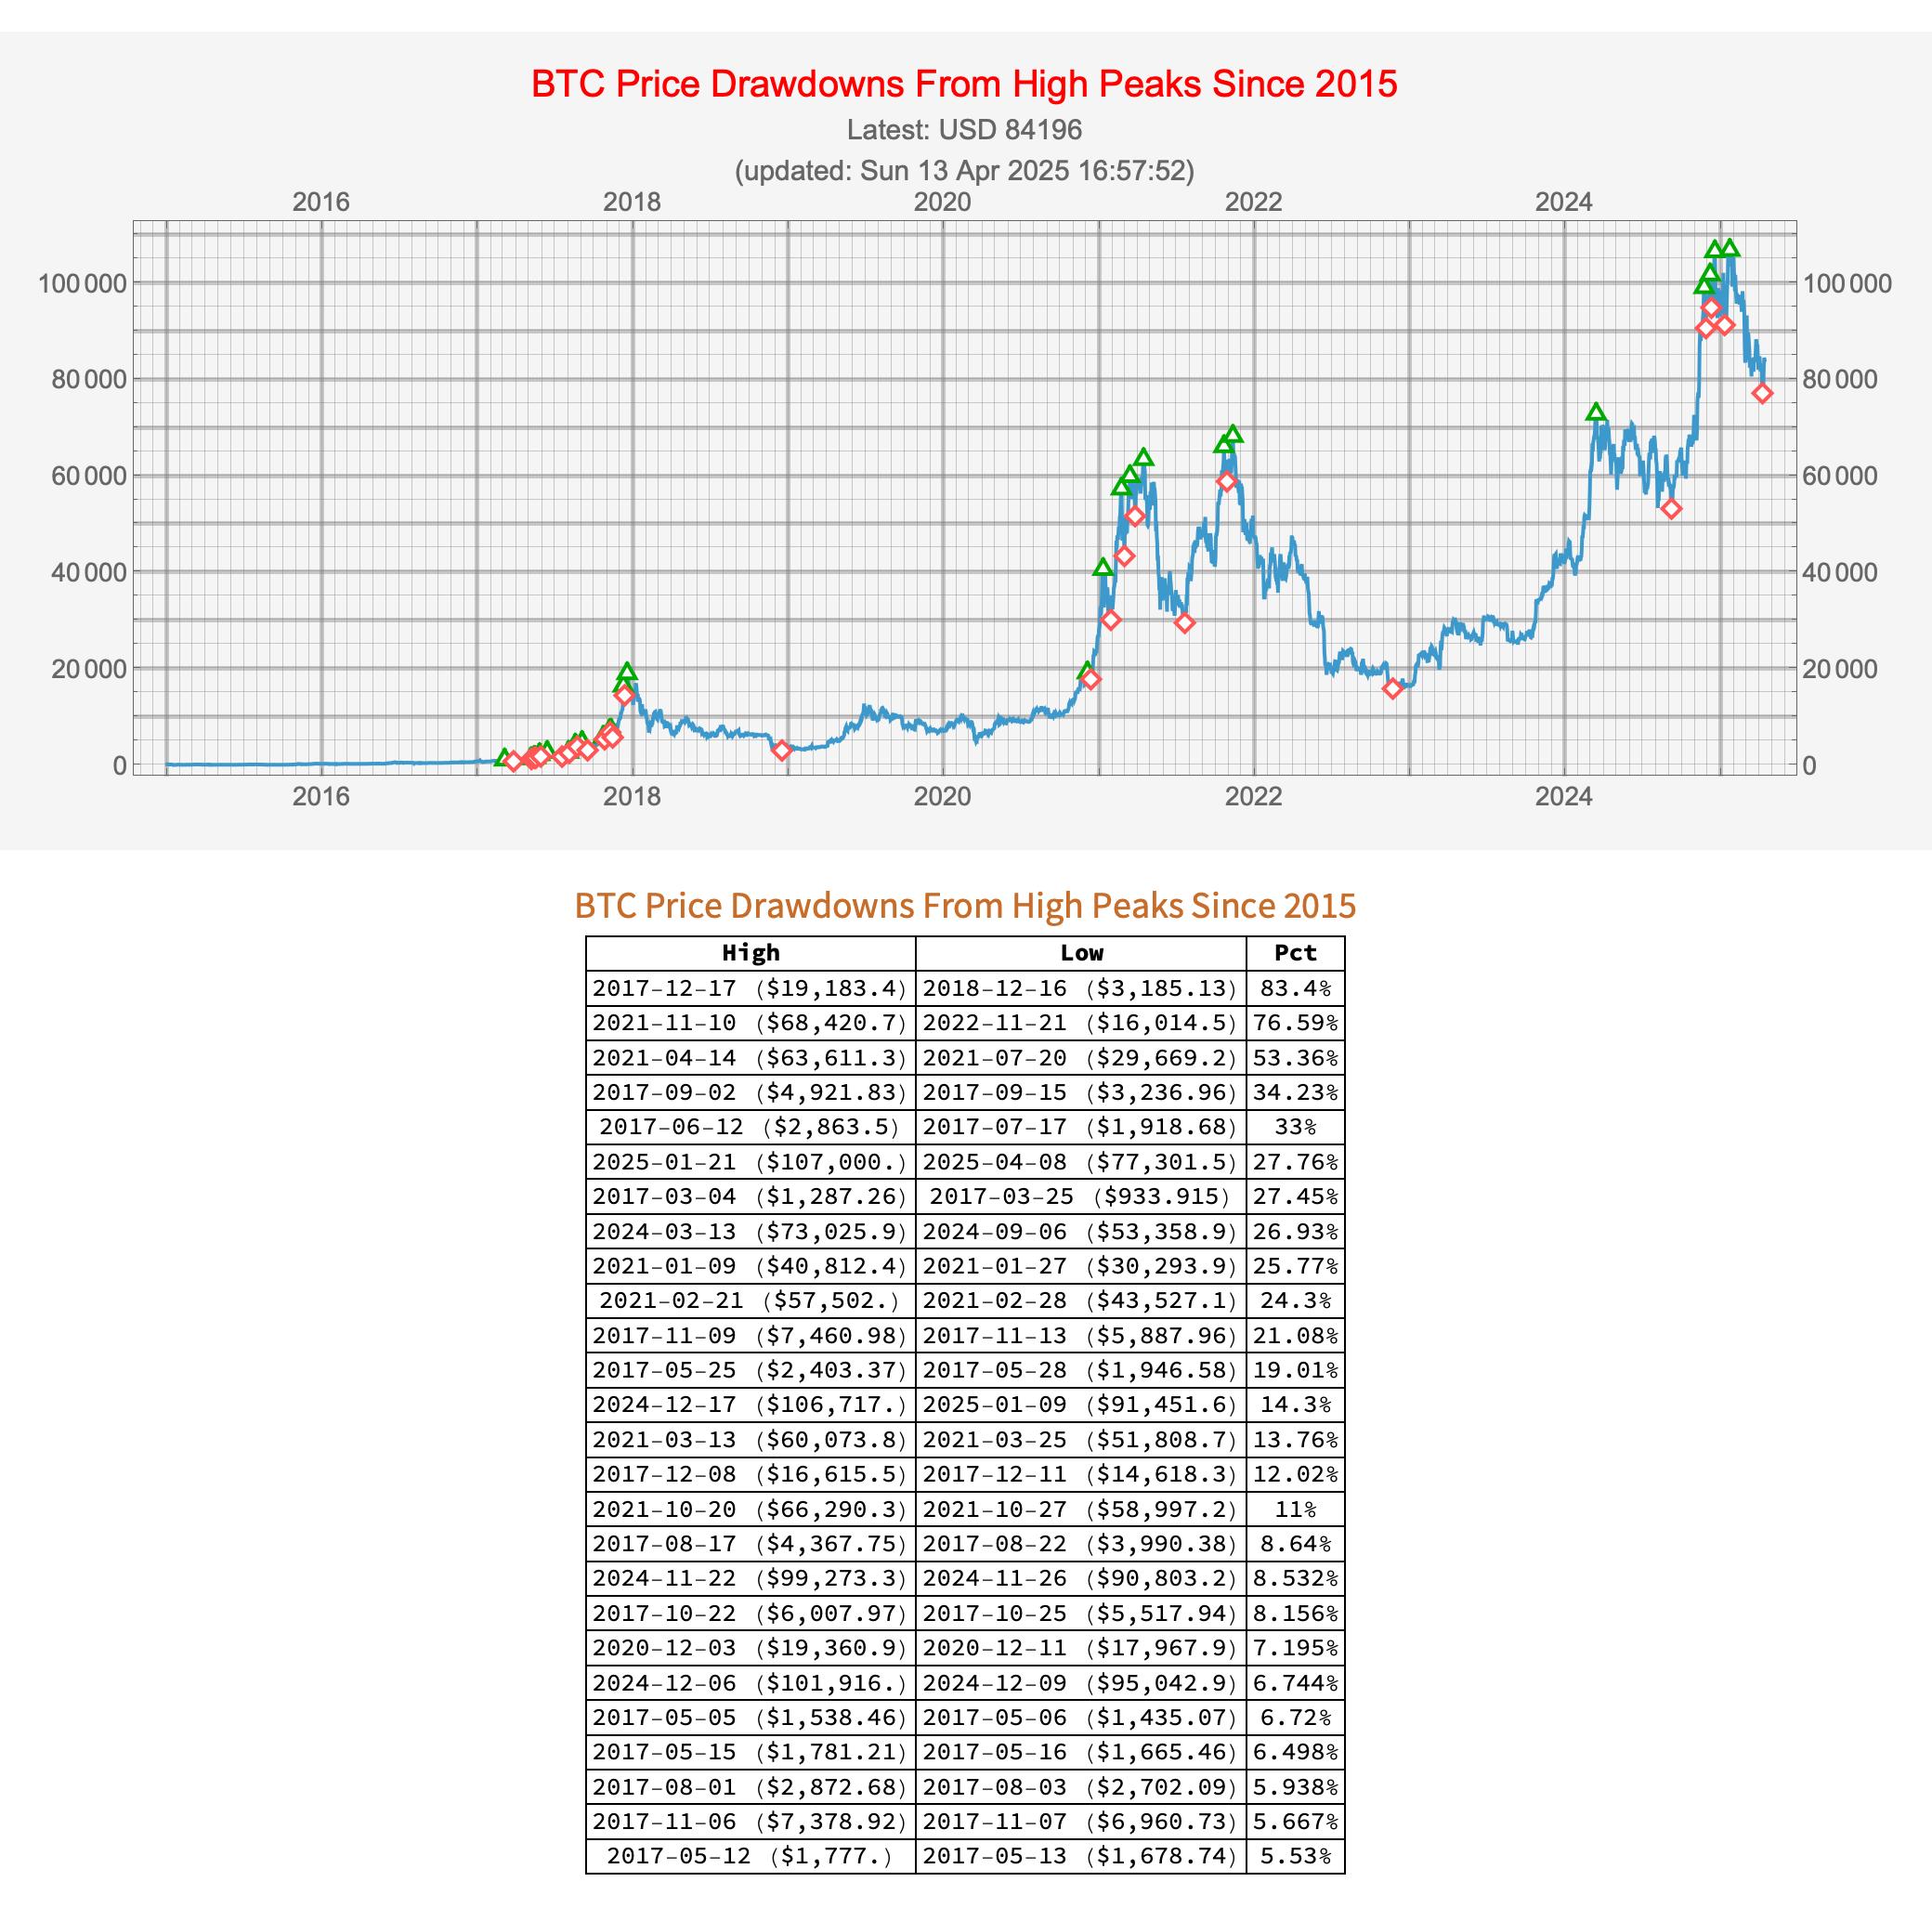 BTC Price Drawdowns From High Peaks Since 2015
Latest: USD 84196
(updated: Sun 13 Apr 2025 16:57:52)
2016 2018 2020 2022 2024
100 000 100 000
80 000 80 000
60 000 60 000
40 000 40 000
20 000 20 000
0 0
2016 2018 2020 2022 2024
BTC Price Drawdowns From High Peaks Since 2015
High Low Pct
2017-12-17 ($19,183.4) 2018-12-16 ($3,185.13) 83.4%
2021-11-10 ($68,420.7) 2022-11-21 ($16,014.5) 76.59%
2021-04-14 ($63,611.3) 2021-07-20 ($29,669.2) 53.36%
2017-09-02 ($4,921.83) 2017-09-15 ($3,236.96) 34.23%
2017-06-12 ($2,863.5) 2017-07-17 ($1,918.68) 33%
2025-01-21 ($107,000.) 2025-04-08 ($77,301.5) 27.76%
2017-03-04 ($1,287.26) 2017-03-25 ($933.915) 27.45%
2024-03-13 ($73,025.9) 2024-09-06 ($53,358.9) 26.93%
2021-01-09 ($40,812.4) 2021-01-27 ($30,293.9) 25.77%
2021-02-21 ($57,502.) 2021-02-28 ($43,527.1) 24.3%
2017-11-09 ($7,460.98) 2017-11-13 ($5,887.96) 21.08%
2017-05-25 ($2,403.37) 2017-05-28 ($1,946.58) 19.01%
2024-12-17 ($106,717.) 2025-01-09 ($91,451.6) 14.3%
2021-03-13 ($60,073.8) 2021-03-25 ($51,808.7) 13.76%
2017-12-08 ($16,615.5) 2017-12-11 ($14,618.3) 12.02%
2021-10-20 ($66,290.3) 2021-10-27 ($58,997.2) 11%
2017-08-17 ($4,367.75) 2017-08-22 ($3,990.38) 8.64%
2024-11-22 ($99,273.3) 2024-11-26 ($90,803.2) 8.532%
2017-10-22 ($6,007.97) 2017-10-25 ($5,517.94) 8.156%
2020-12-03 ($19,360.9) 2020-12-11 ($17,967.9) 7.195%
2024-12-06 ($101,916.) 2024-12-09 ($95,042.9) 6.744%
2017-05-05 ($1,538.46) 2017-05-06 ($1,435.07) 6.72%
2017-05-15 ($1,781.21) 2017-05-16 ($1,665.46) 6.498%
2017-08-01 ($2,872.68) 2017-08-03 ($2,702.09) 5.938%
2017-11-06 ($7,378.92) 2017-11-07 ($6,960.73) 5.667%
2017-05-12 ($1,777.) 2017-05-13 ($1,678.74) 5.53%